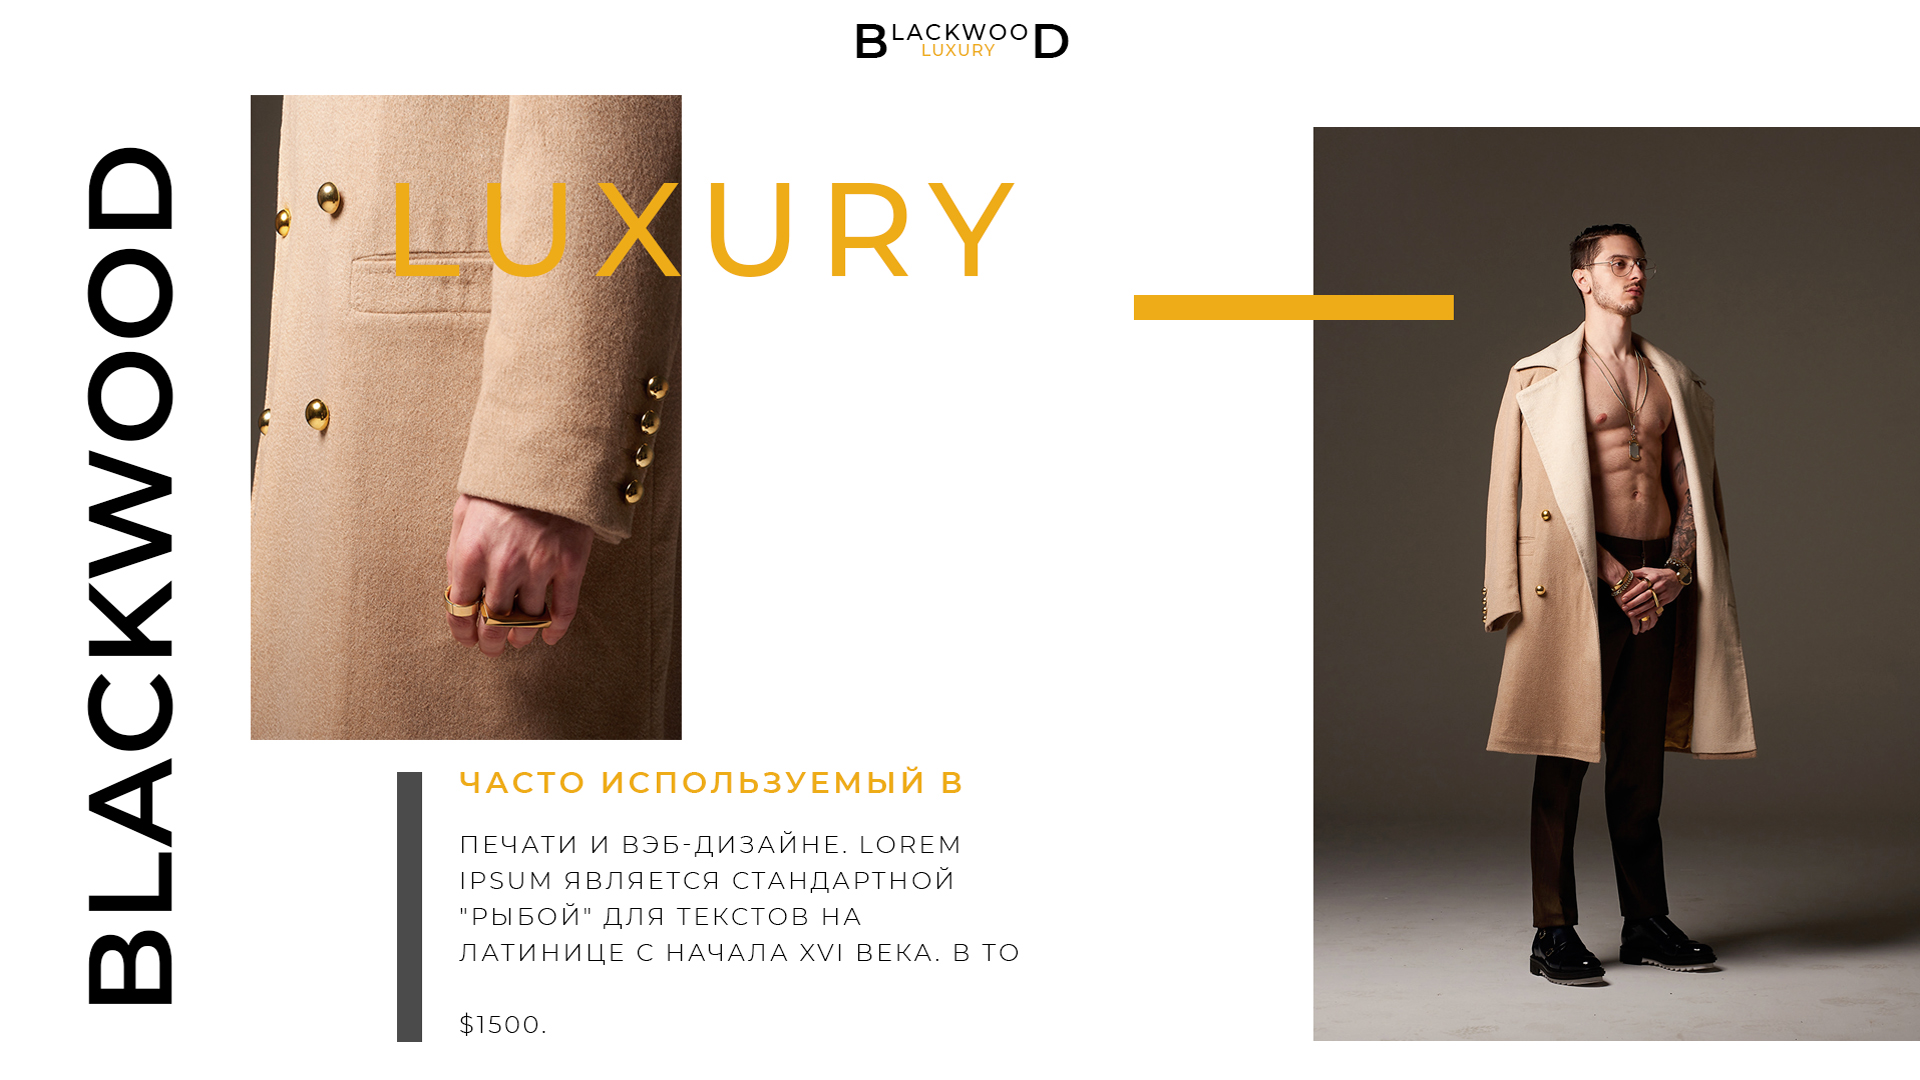 BLACKWOOD
LUXURY
BLACKWOOD
LUXURY
ЧАСТО ИСПОЛЬЗУЕМЫЙ В
ПЕЧАТИ И ВЭБ-ДИЗАЙНЕ. LOREM
IPSUM ЯВЛЯЕТСЯ СТАНДАРТНОЙ
"РЫБОЙ" ДЛЯ ТЕКСТОВ НА
ЛАТИНИЦЕ С НАЧАЛА XVI ВЕКА. В ТО
$1500.